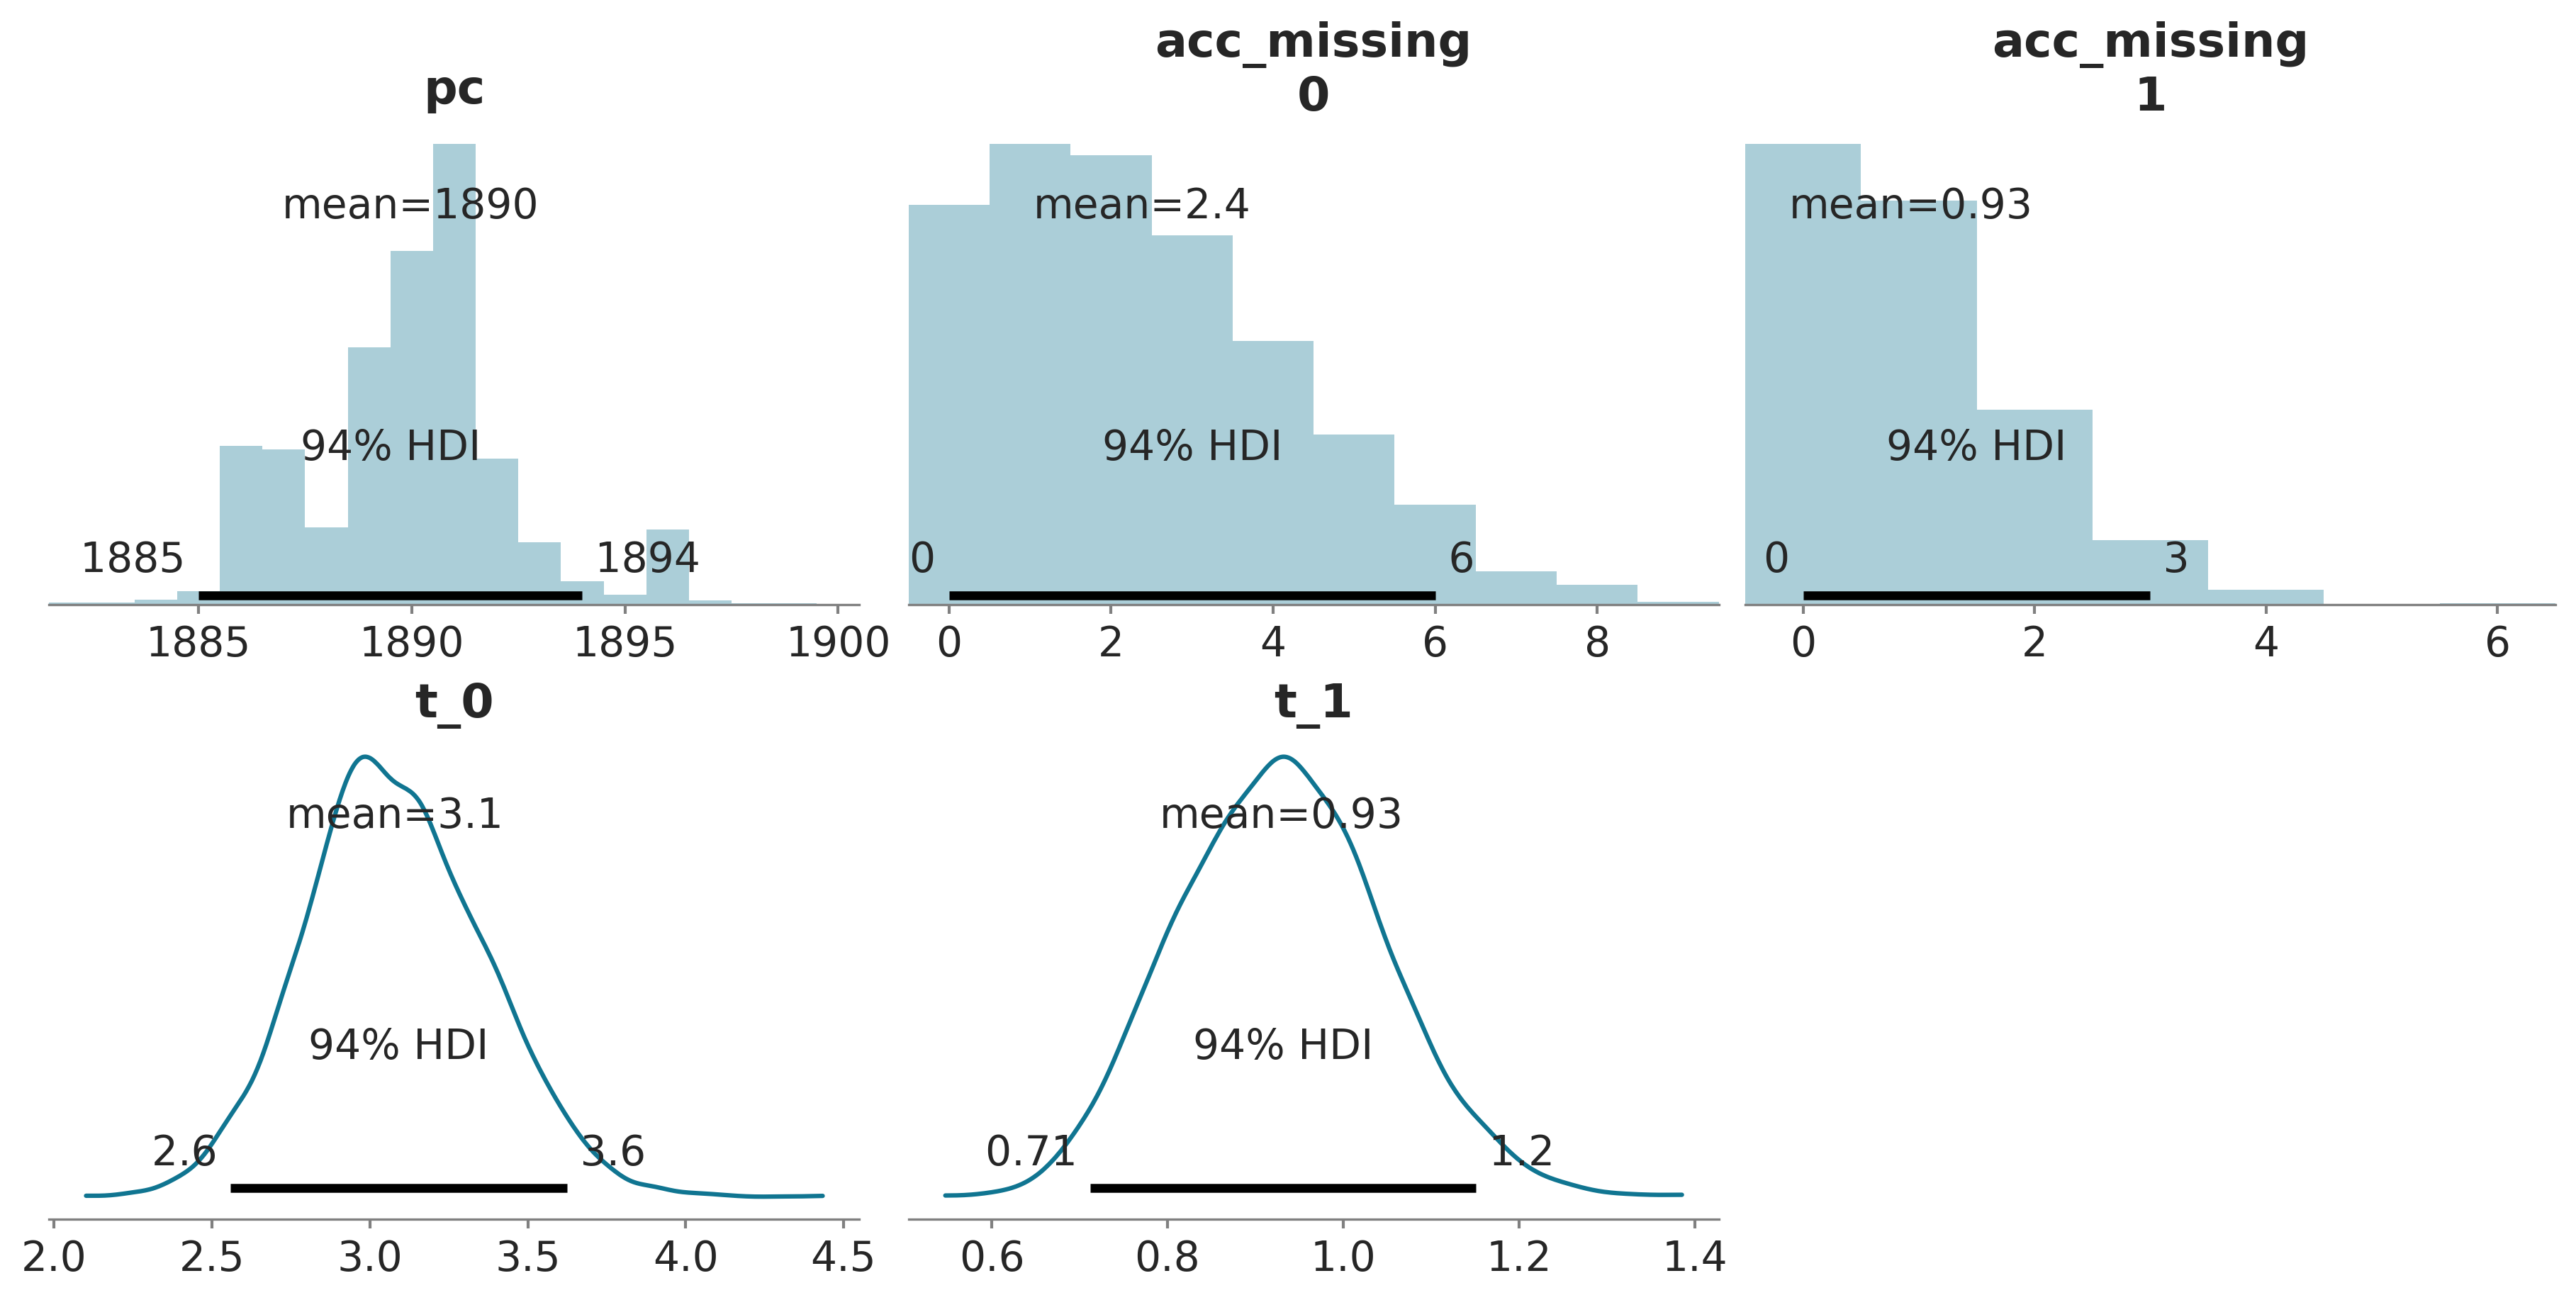 pc
mean=1890
94% HDI
1885
1894
1885 1890 1895 1900
acc_missing
0
mean=2.4
94% HDI
0
6
0 2 4 6 8
acc_missing
1
mean=0.93
94% HDI
0
3
0 2 4 6
t_0
mean=3.1
94% HDI
2.6
3.6
2.0 2.5 3.0 3.5 4.0 4.5
t_1
mean=0.93
94% HDI
0.71
1.2
0.6 0.8 1.0 1.2 1.4